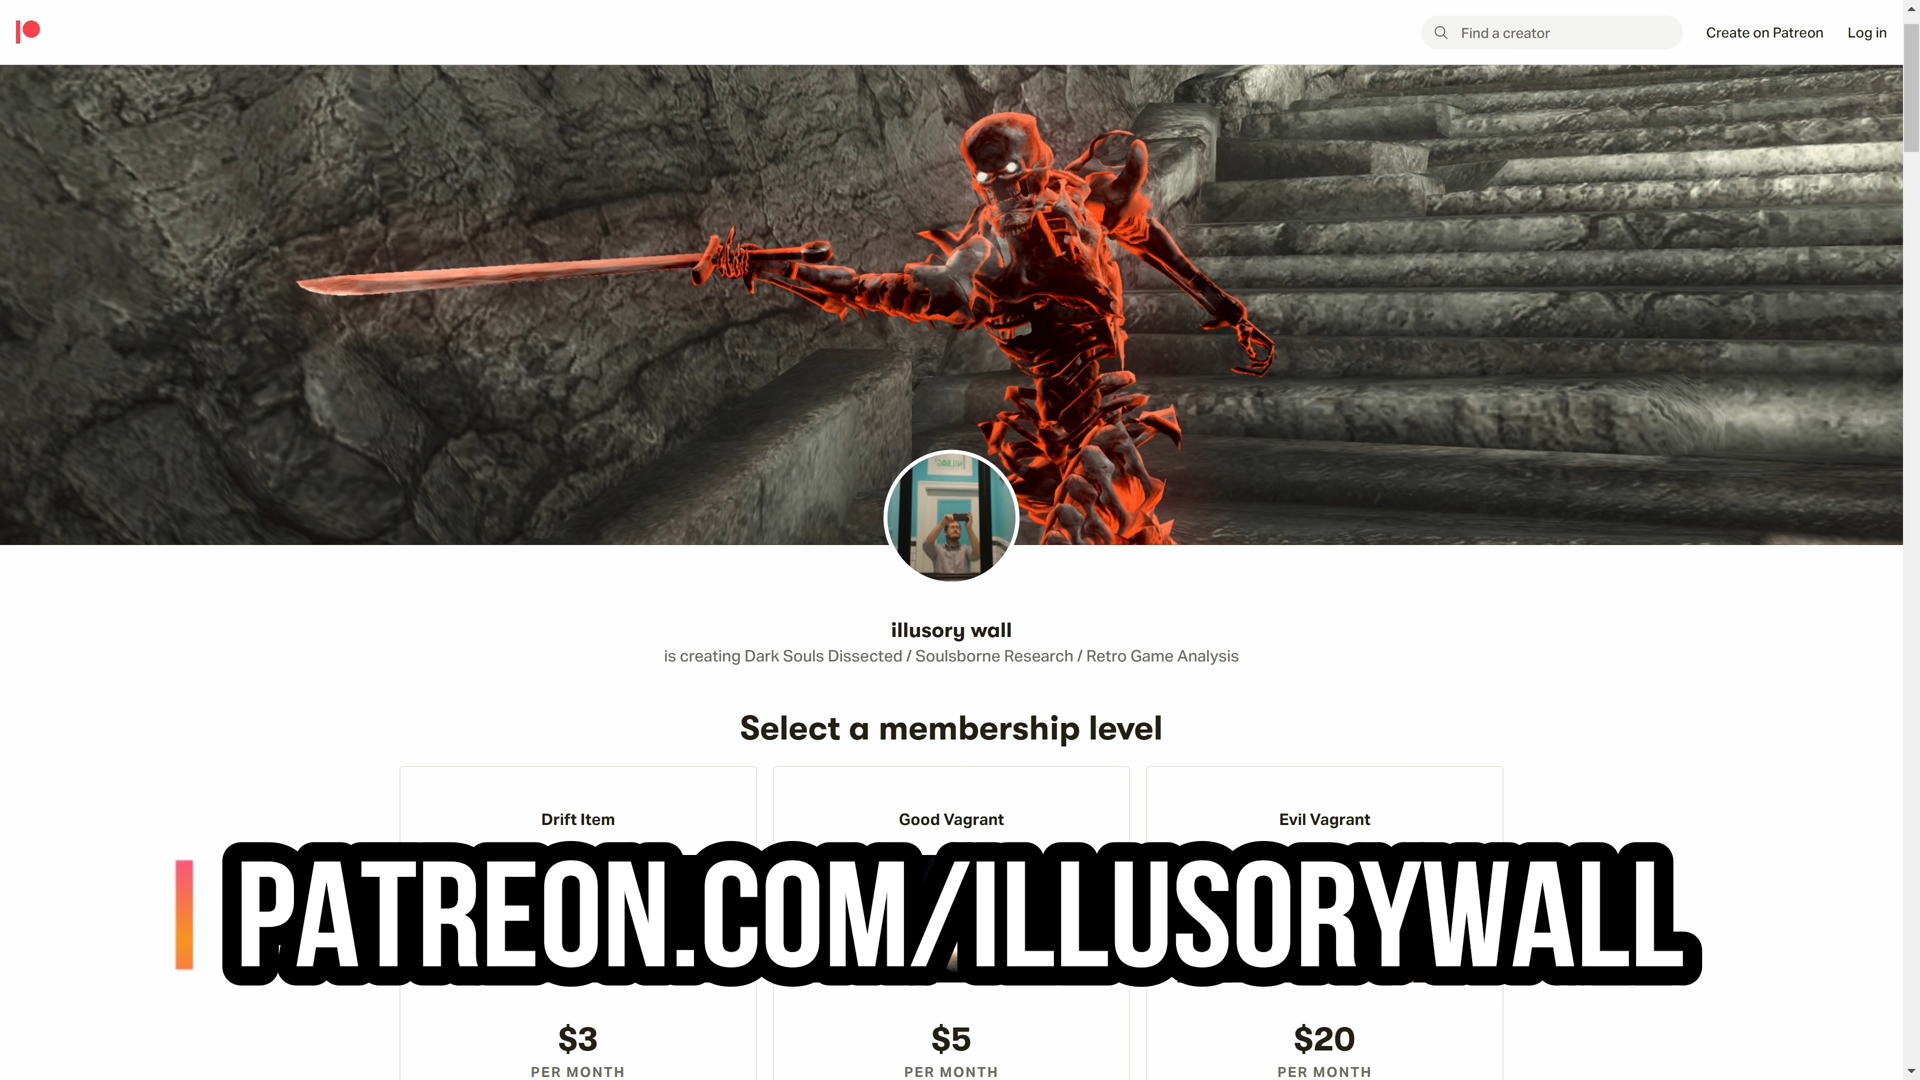 Find a creator
Create on Patreon
Log in
illusory wall
is creating Dark Souls Dissected / Soulsborne Research / Retro Game Analysis
Select a membership level
Drift Item
Good Vagrant
Evil Vagrant
PATREON.COM/ILLUSORYWALL
$3
PER MONTH
$5
PER MONTH
$20
PER MONTH